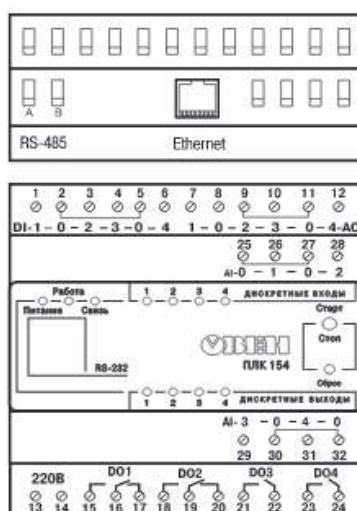 A B
RS-485 Ethernet
1 2 3 4 5 6 7 8 9 10 11 12
DI-1-0-2-3-0-4 1-0-2-3-0-4-AO
25 26 27 28
AI-0-1-0-2
Работа
Питание Связь
1 2 3 4 ДИСКРЕТНЫЕ ВХОДЫ
Старт
ОВЕН
Стоп
ПЛК 154
RS-232
Сброс
1 2 3 4 ДИСКРЕТНЫЕ ВЫХОДЫ
AI-3-0-4-0
29 30 31 32
220В DO1 DO2 DO3 DO4
13 14 15 16 17 18 19 20 21 22 23 24